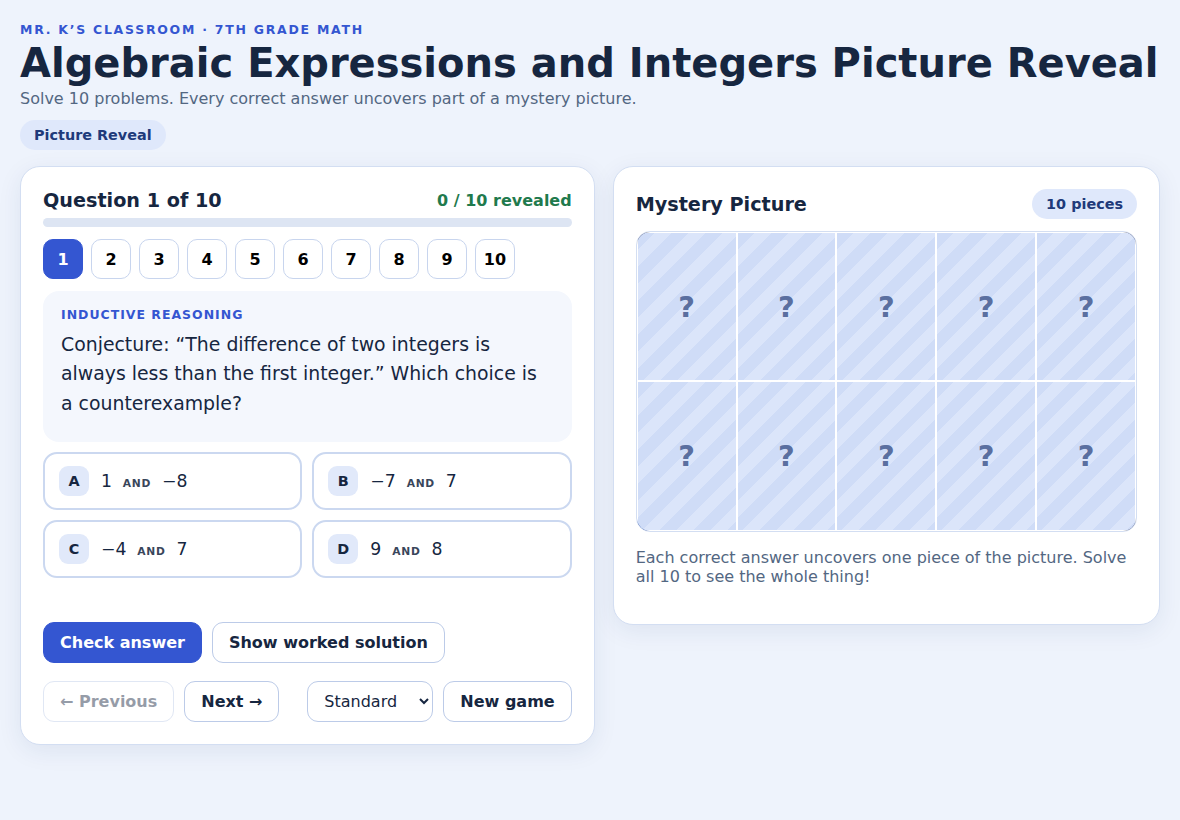 MR. K’S CLASSROOM · 7TH GRADE MATH
Algebraic Expressions and Integers Picture Reveal
Solve 10 problems. Every correct answer uncovers part of a mystery picture.
Picture Reveal
Question 1 of 10
0 / 10 revealed
1 2 3 4 5 6 7 8 9 10
INDUCTIVE REASONING
Conjecture: “The difference of two integers is
always less than the first integer.” Which choice is
a counterexample?
A 1 AND −8
B −7 AND 7
C −4 AND 7
D 9 AND 8
Check answer
Show worked solution
← Previous
Next →
Standard
New game
Mystery Picture
10 pieces
? ? ? ? ?
? ? ? ? ?
Each correct answer uncovers one piece of the picture. Solve
all 10 to see the whole thing!